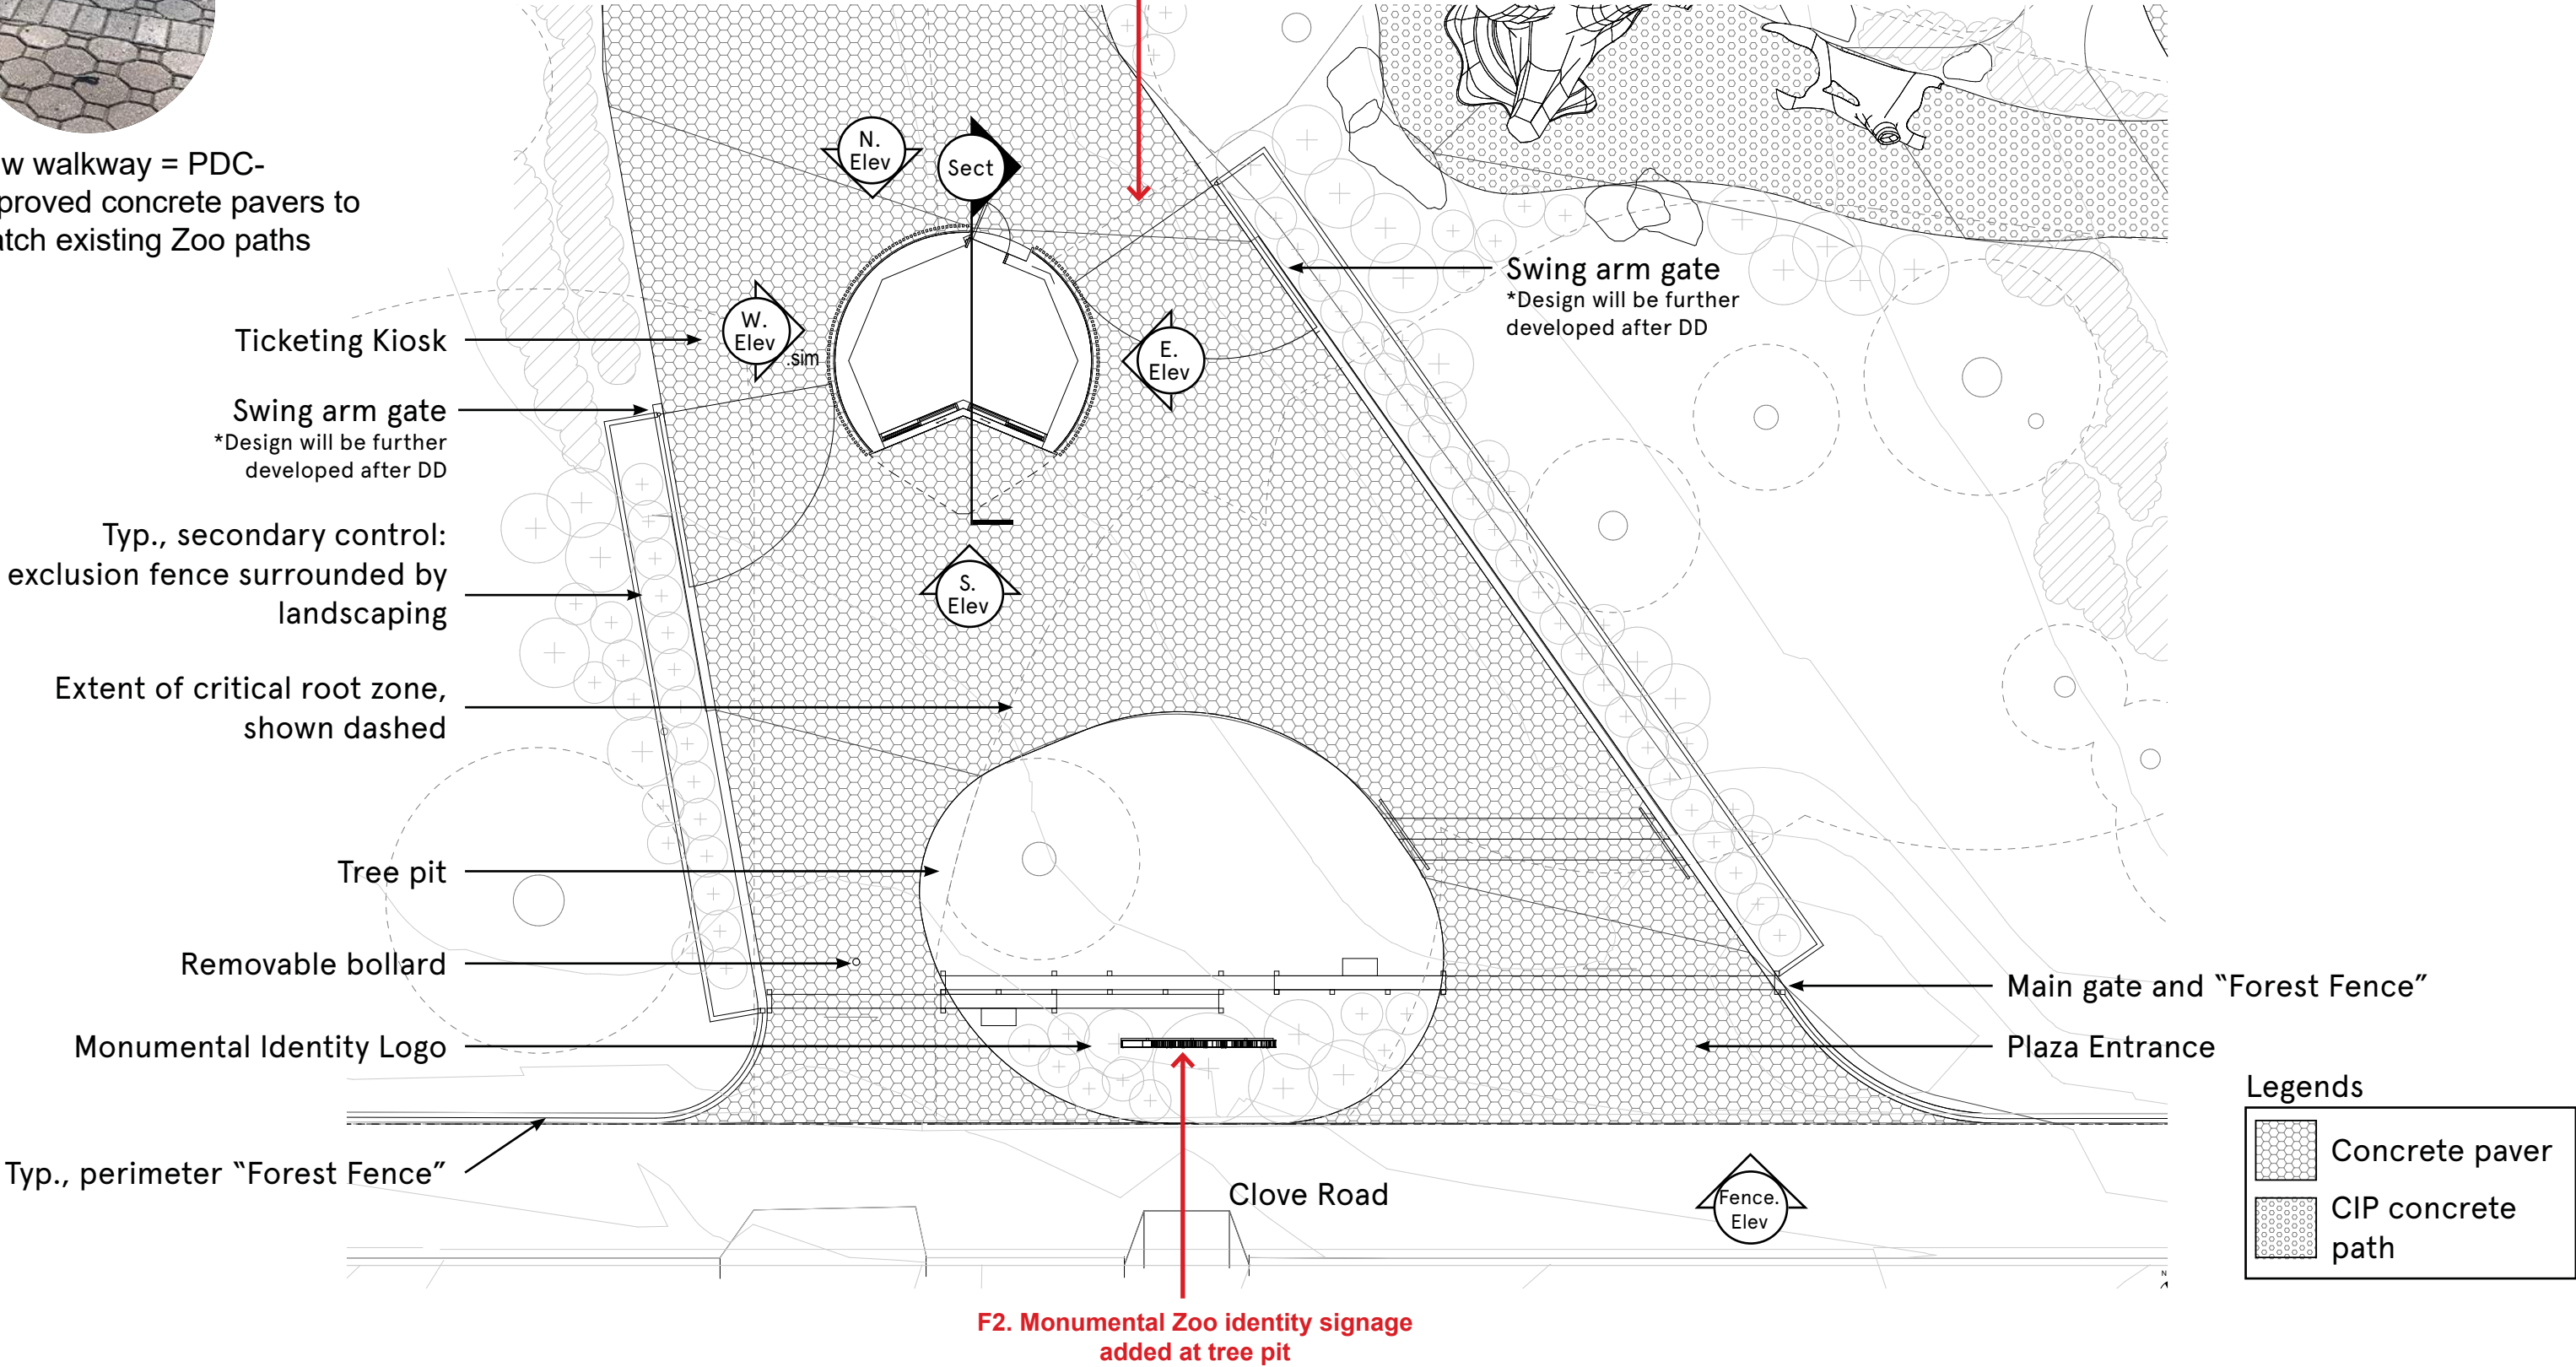 w walkway = PDC-
proved concrete pavers to
atch existing Zoo paths
N.
Elev
Sect
W.
Elev
.sim
E.
Elev
S.
Elev
Swing arm gate
*Design will be further
developed after DD
Ticketing Kiosk
Swing arm gate
*Design will be further
developed after DD
Typ., secondary control:
exclusion fence surrounded by
landscaping
Extent of critical root zone,
shown dashed
Tree pit
Removable bollard
Monumental Identity Logo
Typ., perimeter “Forest Fence”
Main gate and “Forest Fence”
Plaza Entrance
Clove Road
Fence.
Elev
Legends
Concrete paver
CIP concrete
path
N
F2. Monumental Zoo identity signage
added at tree pit